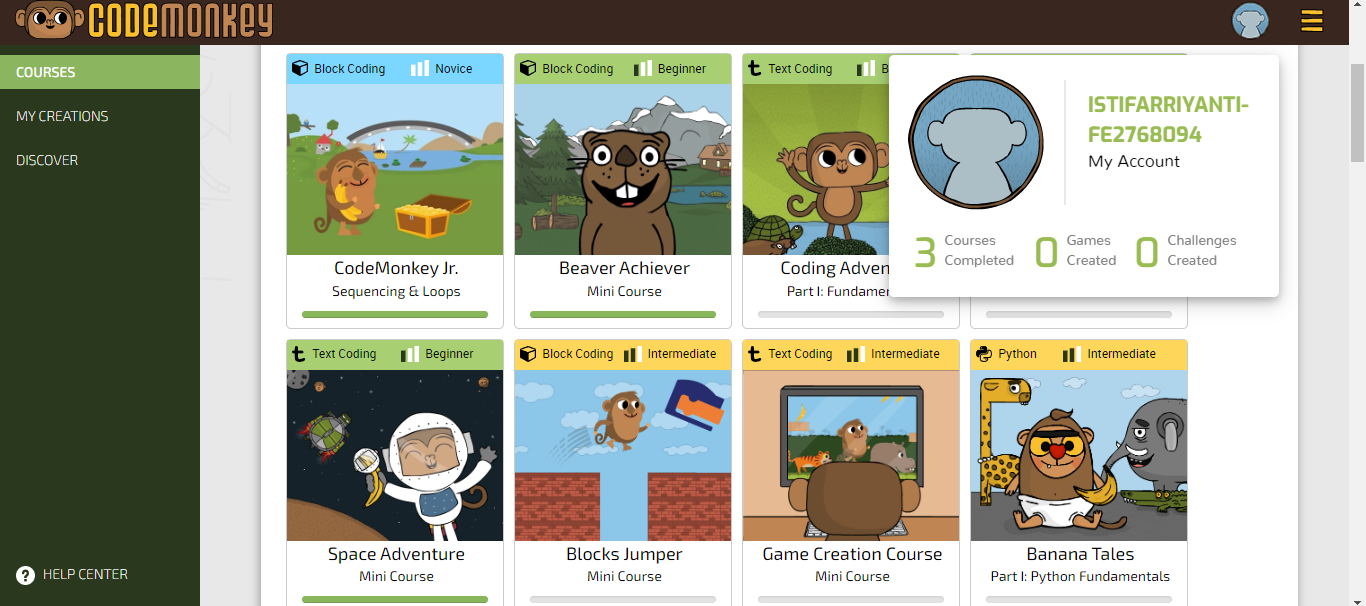 CODEMONKEY
COURSES
MY CREATIONS
DISCOVER
HELP CENTER
Block Coding Novice
CodeMonkey Jr.
Sequencing & Loops
Block Coding Beginner
Beaver Achiever
Mini Course
Text Coding B
Coding Adven
Part I: Fundamen
ISTIFARRIYANTI-
FE2768094
My Account
3 Courses
Completed
0 Games
Created
0 Challenges
Created
Text Coding Beginner
Space Adventure
Mini Course
Block Coding Intermediate
Blocks Jumper
Mini Course
Text Coding Intermediate
Game Creation Course
Mini Course
Python Intermediate
Banana Tales
Part I: Python Fundamentals